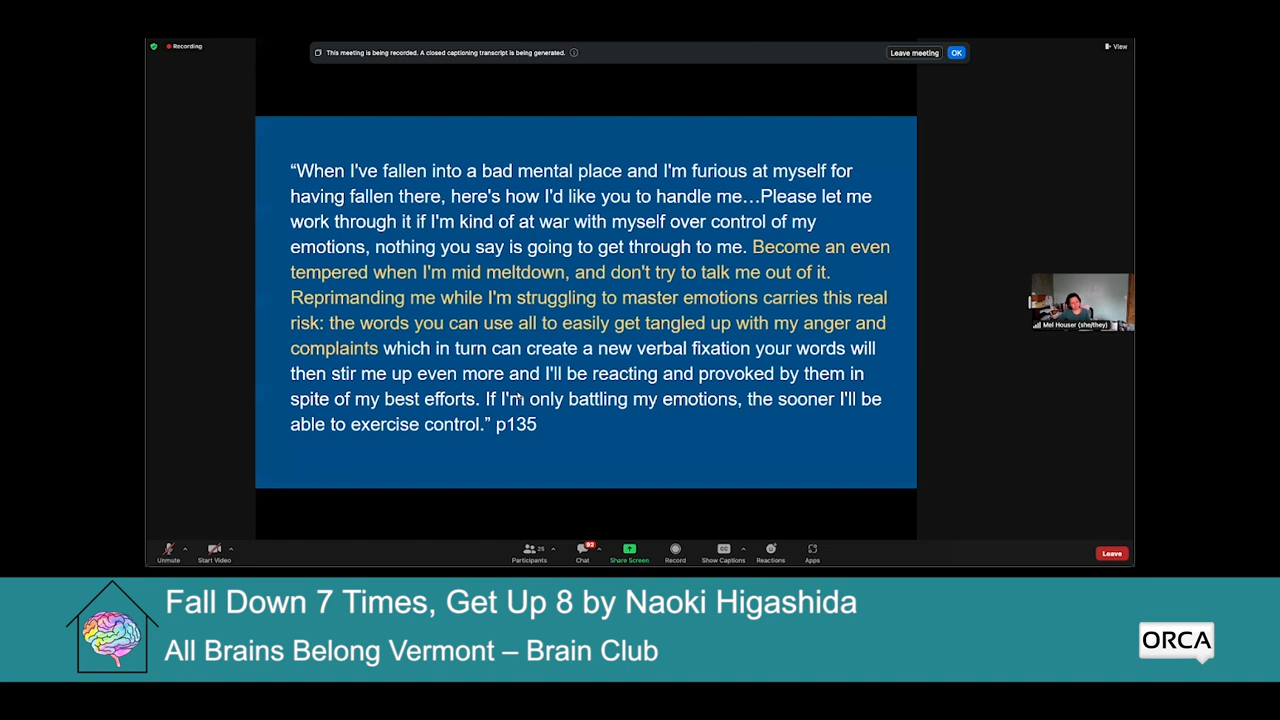 Recording
This meeting is being recorded. A closed captioning transcript is being generated.
Leave meeting
OK
View
“When I've fallen into a bad mental place and I'm furious at myself for
having fallen there, here's how I'd like you to handle me…Please let me
work through it if I'm kind of at war with myself over control of my
emotions, nothing you say is going to get through to me. Become an even
tempered when I'm mid meltdown, and don't try to talk me out of it.
Reprimanding me while I'm struggling to master emotions carries this real
risk: the words you can use all to easily get tangled up with my anger and
complaints which in turn can create a new verbal fixation your words will
then stir me up even more and I'll be reacting and provoked by them in
spite of my best efforts. If I'm only battling my emotions, the sooner I'll be
able to exercise control.” p135
Mel Houser (she/they)
Unmute
Start Video
Participants
25
Chat
92
Share Screen
Record
CC
Show Captions
Reactions
Apps
Leave
Fall Down 7 Times, Get Up 8 by Naoki Higashida
All Brains Belong Vermont – Brain Club
ORCA